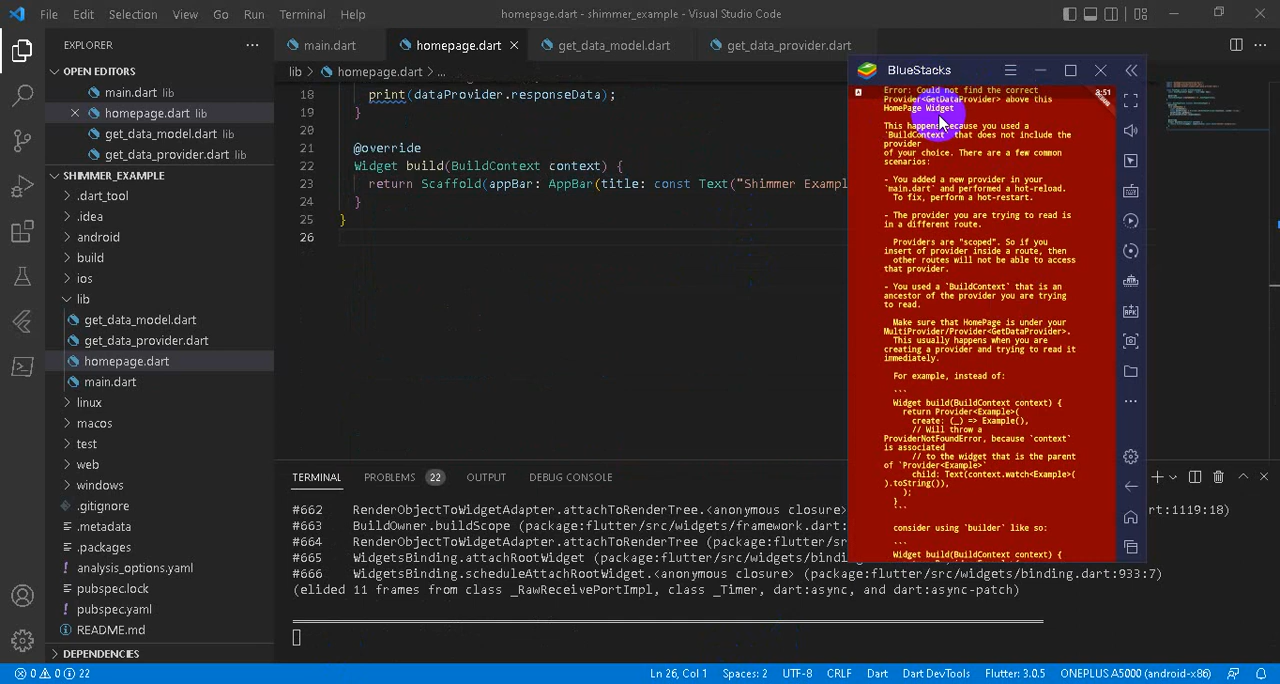 File Edit Selection View Go Run Terminal Help
homepage.dart - shimmer_example - Visual Studio Code
EXPLORER
OPEN EDITORS
main.dart lib
homepage.dart lib
get_data_model.dart lib
get_data_provider.dart lib
SHIMMER_EXAMPLE
.dart_tool
.idea
android
build
ios
lib
get_data_model.dart
get_data_provider.dart
homepage.dart
main.dart
linux
macos
test
web
windows
.gitignore
.metadata
.packages
analysis_options.yaml
pubspec.lock
pubspec.yaml
README.md
DEPENDENCIES
main.dart
homepage.dart
get_data_model.dart
get_data_provider.dart
lib > homepage.dart > ...
18 print(dataProvider.responseData);
19 }
20
21 @override
22 Widget build(BuildContext context) {
23 return Scaffold(appBar: AppBar(title: const Text("Shimmer Exampl
24 }
25 }
26
BlueStacks
3:51
Error: Could not find the correct
Provider<GetDataProvider> above this
HomePage Widget
This happens because you used a
`BuildContext` that does not include the
provider
of your choice. There are a few common
scenarios:
- You added a new provider in your
`main.dart` and performed a hot-reload.
To fix, perform a hot-restart.
- The provider you are trying to read is
in a different route.
Providers are "scoped". So if you
insert of provider inside a route, then
other routes will not be able to access
that provider.
- You used a `BuildContext` that is an
ancestor of the provider you are trying
to read.
Make sure that HomePage is under your
MultiProvider/Provider<GetDataProvider>.
This usually happens when you are
creating a provider and trying to read it
immediately.
For example, instead of:
```
Widget build(BuildContext context) {
return Provider<Example>(
create: (_) => Example(),
// Will throw a
ProviderNotFoundError, because `context`
is associated
// to the widget that is the parent
of `Provider<Example>`
child: Text(context.watch<Example>(
).toString()),
);
}
```
consider using `builder` like so:
```
Widget build(BuildContext context) {
TERMINAL PROBLEMS 22 OUTPUT DEBUG CONSOLE
#662 RenderObjectToWidgetAdapter.attachToRenderTree.<anonymous closure> rt:1119:18)
#663 BuildOwner.buildScope (package:flutter/src/widgets/framework.dart:
#664 RenderObjectToWidgetAdapter.attachToRenderTree (package:flutter/sr
#665 WidgetsBinding.attachRootWidget (package:flutter/src/widgets/bindin
#666 WidgetsBinding.scheduleAttachRootWidget.<anonymous closure> (package:flutter/src/widgets/binding.dart:933:7)
(elided 11 frames from class _RawReceivePortImpl, class _Timer, dart:async, and dart:async-patch)
0 0 22 Ln 26, Col 1 Spaces: 2 UTF-8 CRLF Dart Dart DevTools Flutter: 3.0.5 ONEPLUS A5000 (android-x86)